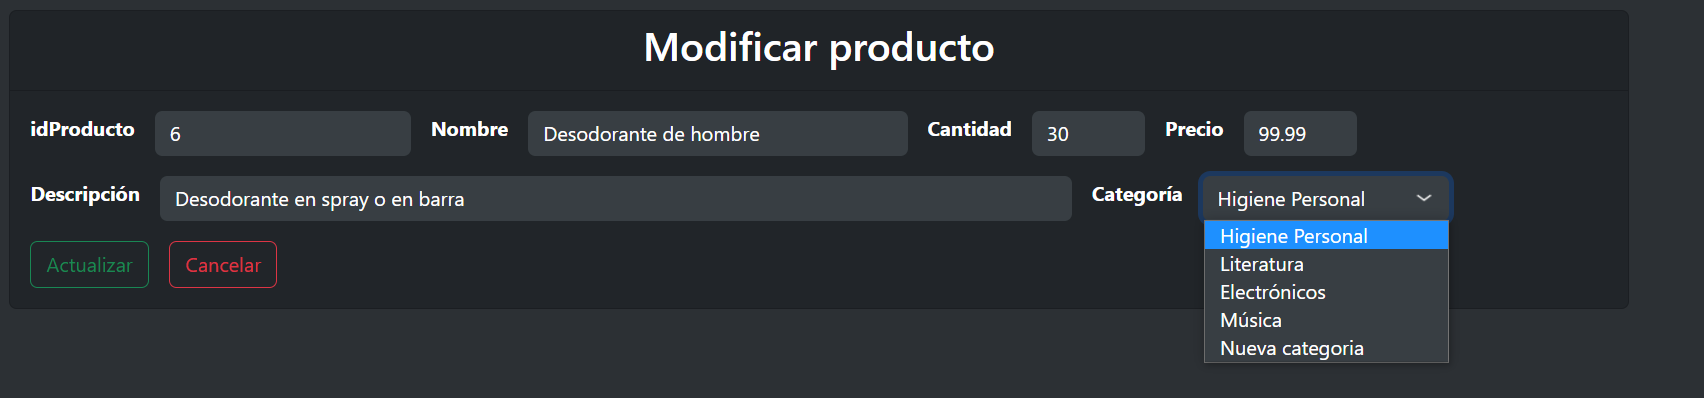 Modificar producto
idProducto 6 Nombre Desodorante de hombre Cantidad 30 Precio 99.99
Descripción Desodorante en spray o en barra Categoría Higiene Personal
Higiene Personal
Literatura
Electrónicos
Música
Nueva categoria
Actualizar Cancelar